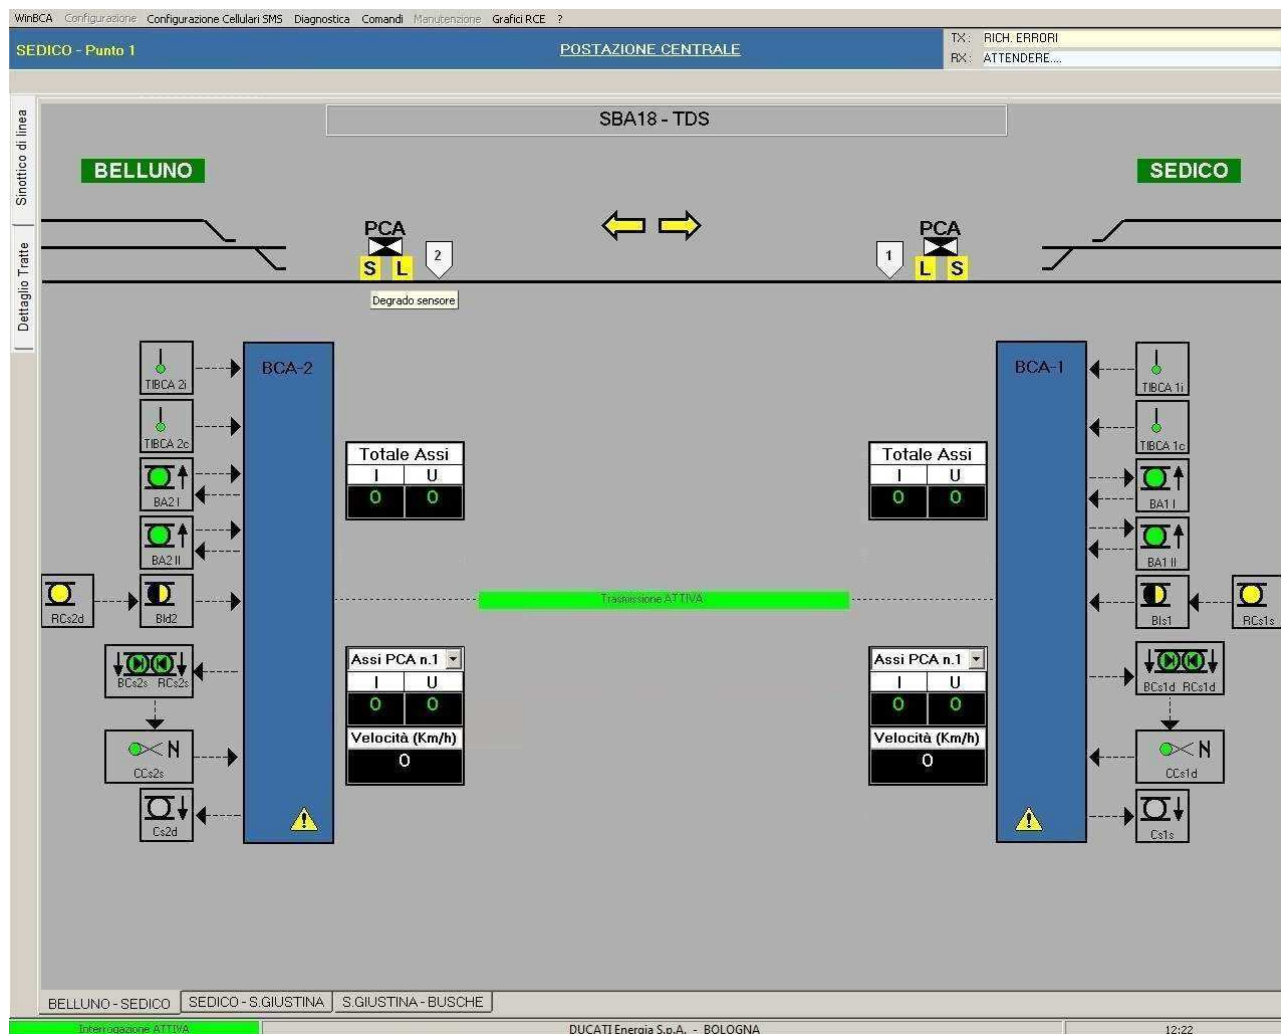 WinBCA Configurazione Configurazione Cellulari SMS Diagnostica Comandi Manutenzione Grafici RCE ?
SEDICO - Punto 1
POSTAZIONE CENTRALE
TX: RICH. ERRORI
RX: ATTENDERE....
Sinottico di linea
Dettaglio Tratte
SBA18 - TDS
BELLUNO
SEDICO
PCA
S L
2
Degrado sensore
PCA
1
L S
BCA-2
BCA-1
TIBCA 2i
TIBCA 2c
BA2 I
BA2 II
RCs2d
BId2
BCs2s RCs2s
N
CCs2s
Cs2d
Totale Assi
I U
0 0
Totale Assi
I U
0 0
Trasmissione ATTIVA
Assi PCA n.1
I U
0 0
Velocità (Km/h)
0
Assi PCA n.1
I U
0 0
Velocità (Km/h)
0
TIBCA 1i
TIBCA 1c
BA1 I
BA1 II
BIs1
RCs1s
BCs1d RCs1d
N
CCs1d
Cs1s
BELLUNO - SEDICO SEDICO - S.GIUSTINA S.GIUSTINA - BUSCHE
Interrogazione ATTIVA
DUCATI Energia S.p.A. - BOLOGNA
12:22